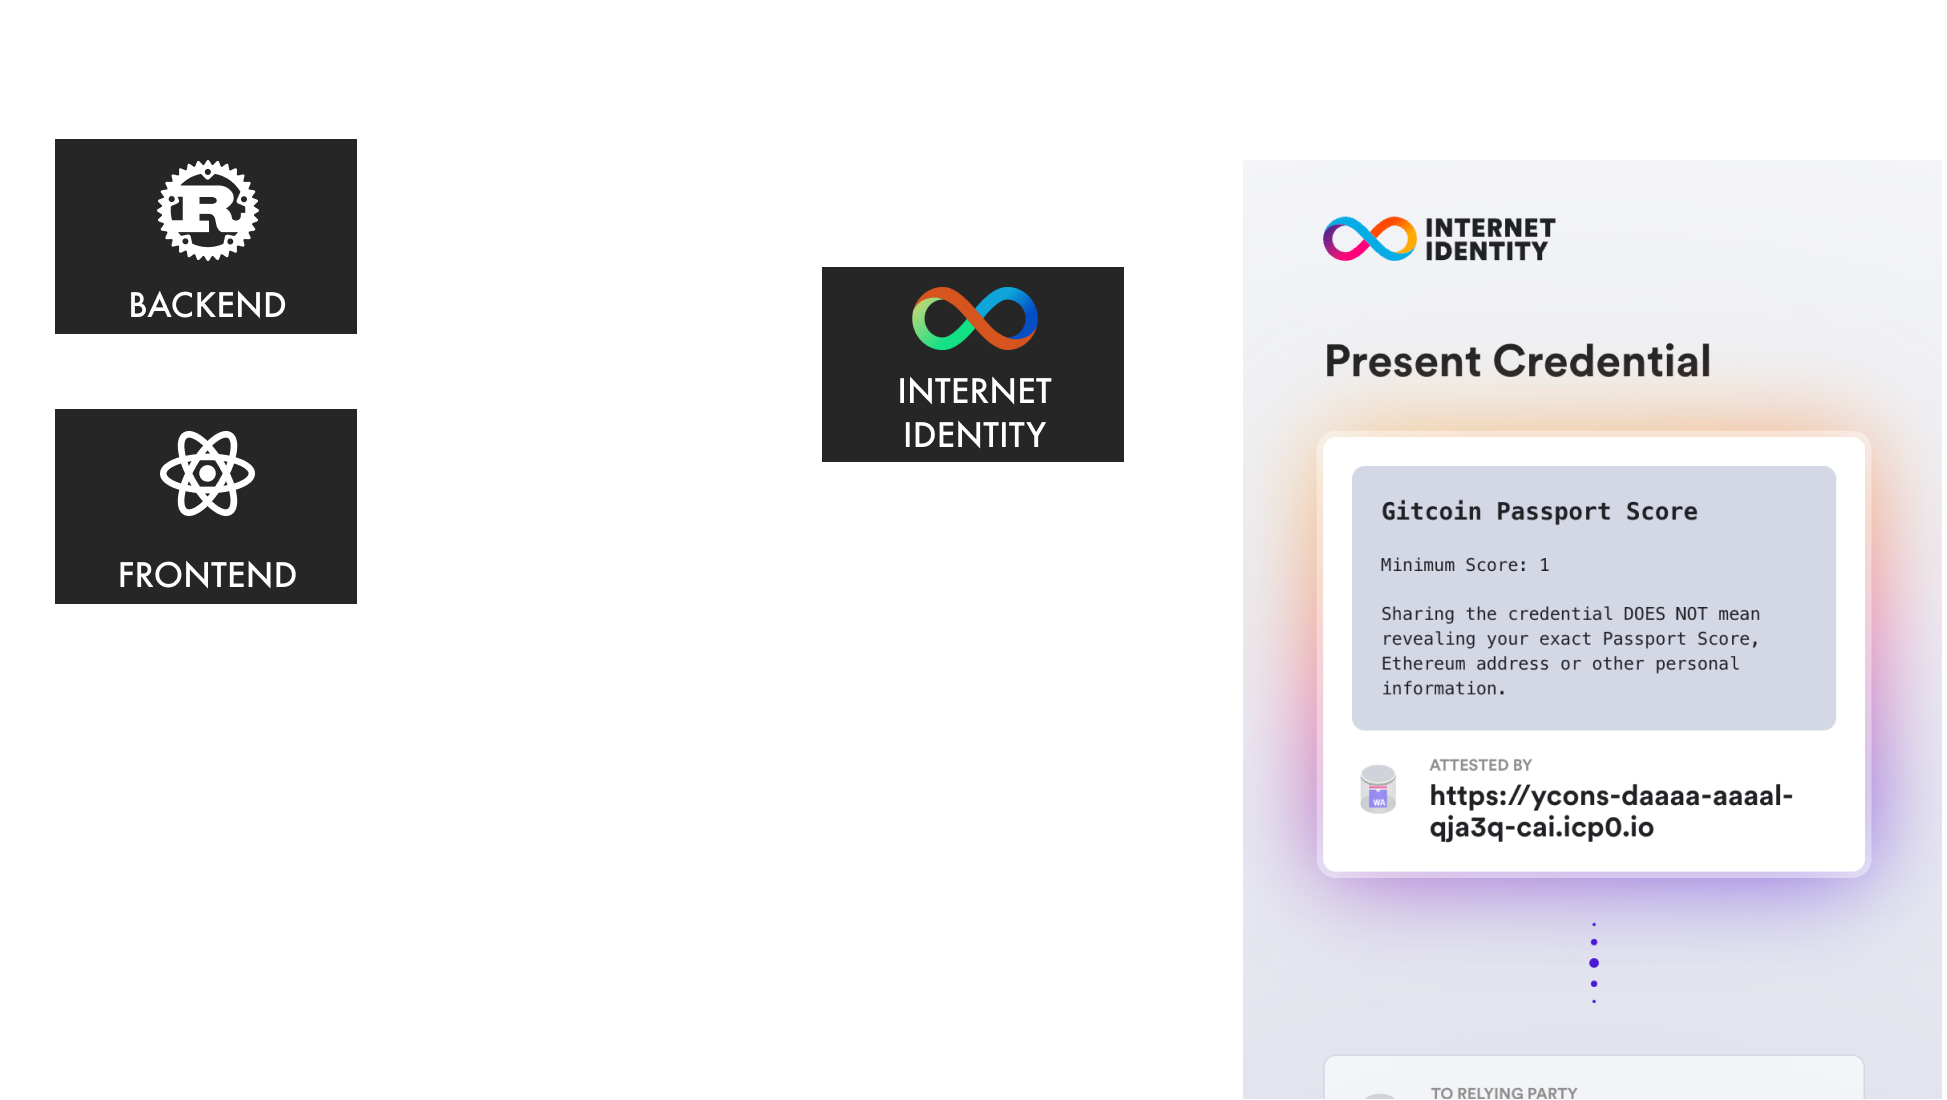 BACKEND
FRONTEND
INTERNET
IDENTITY
INTERNET
IDENTITY
Present Credential
Gitcoin Passport Score
Minimum Score: 1
Sharing the credential DOES NOT mean
revealing your exact Passport Score,
Ethereum address or other personal
information.
WA
ATTESTED BY
https://ycons-daaaa-aaaal-
qja3q-cai.icp0.io
TO RELYING PARTY